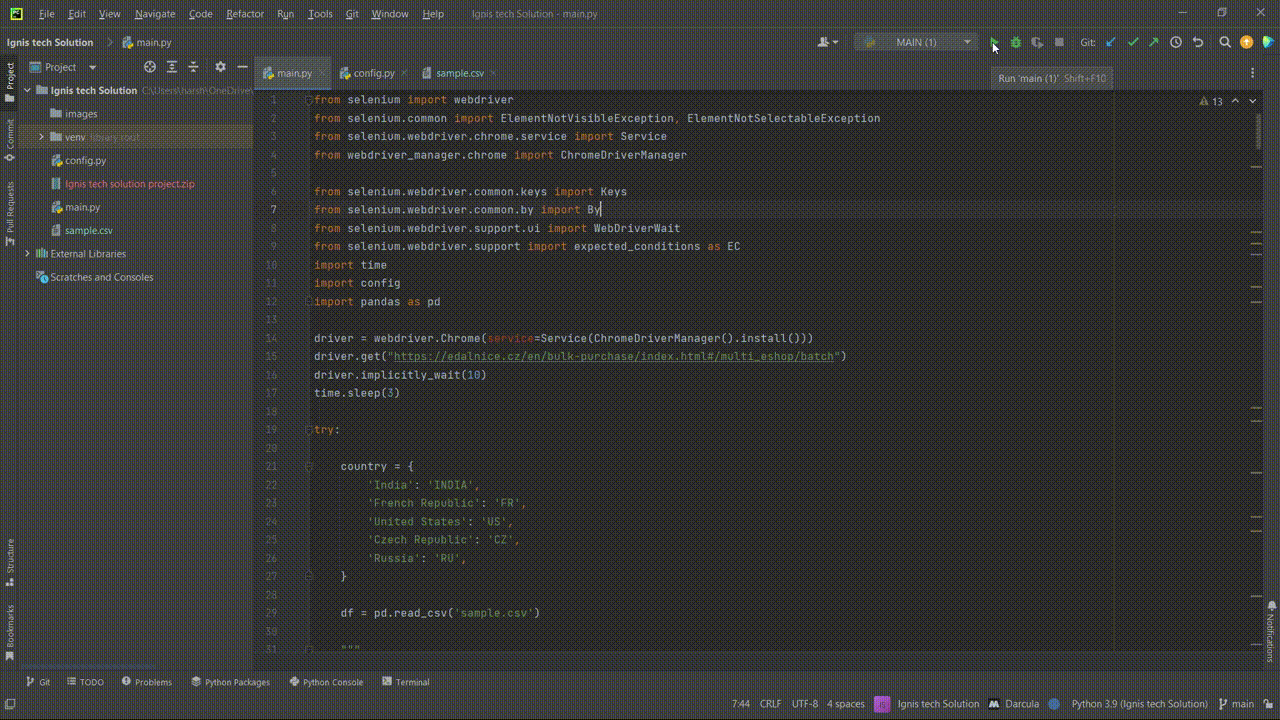 File Edit View Navigate Code Refactor Run Tools Git Window Help Ignis tech Solution - main.py
Ignis tech Solution main.py MAIN (1) Git:
Project main.py config.py sample.csv
Run 'main (1)' Shift+F10
Ignis tech Solution C:\Users\harsh\OneDrive\
images
venv library root
config.py
Ignis tech solution project.zip
main.py
sample.csv
External Libraries
Scratches and Consoles
Project
Commit
Pull Requests
Structure
Bookmarks
13
1 from selenium import webdriver
2 from selenium.common import ElementNotVisibleException, ElementNotSelectableException
3 from selenium.webdriver.chrome.service import Service
4 from webdriver_manager.chrome import ChromeDriverManager
5
6 from selenium.webdriver.common.keys import Keys
7 from selenium.webdriver.common.by import By
8 from selenium.webdriver.support.ui import WebDriverWait
9 from selenium.webdriver.support import expected_conditions as EC
10 import time
11 import config
12 import pandas as pd
13
14 driver = webdriver.Chrome(service=Service(ChromeDriverManager().install()))
15 driver.get("https://edalnice.cz/en/bulk-purchase/index.html#/multi_eshop/batch")
16 driver.implicitly_wait(10)
17 time.sleep(3)
18
19 try:
20
21 country = {
22 'India': 'INDIA',
23 'French Republic': 'FR',
24 'United States': 'US',
25 'Czech Republic': 'CZ',
26 'Russia': 'RU',
27 }
28
29 df = pd.read_csv('sample.csv')
30
31 """
Notifications
Git TODO Problems Python Packages Python Console Terminal
7:44 CRLF UTF-8 4 spaces Ignis tech Solution Darcula Python 3.9 (Ignis tech Solution) main